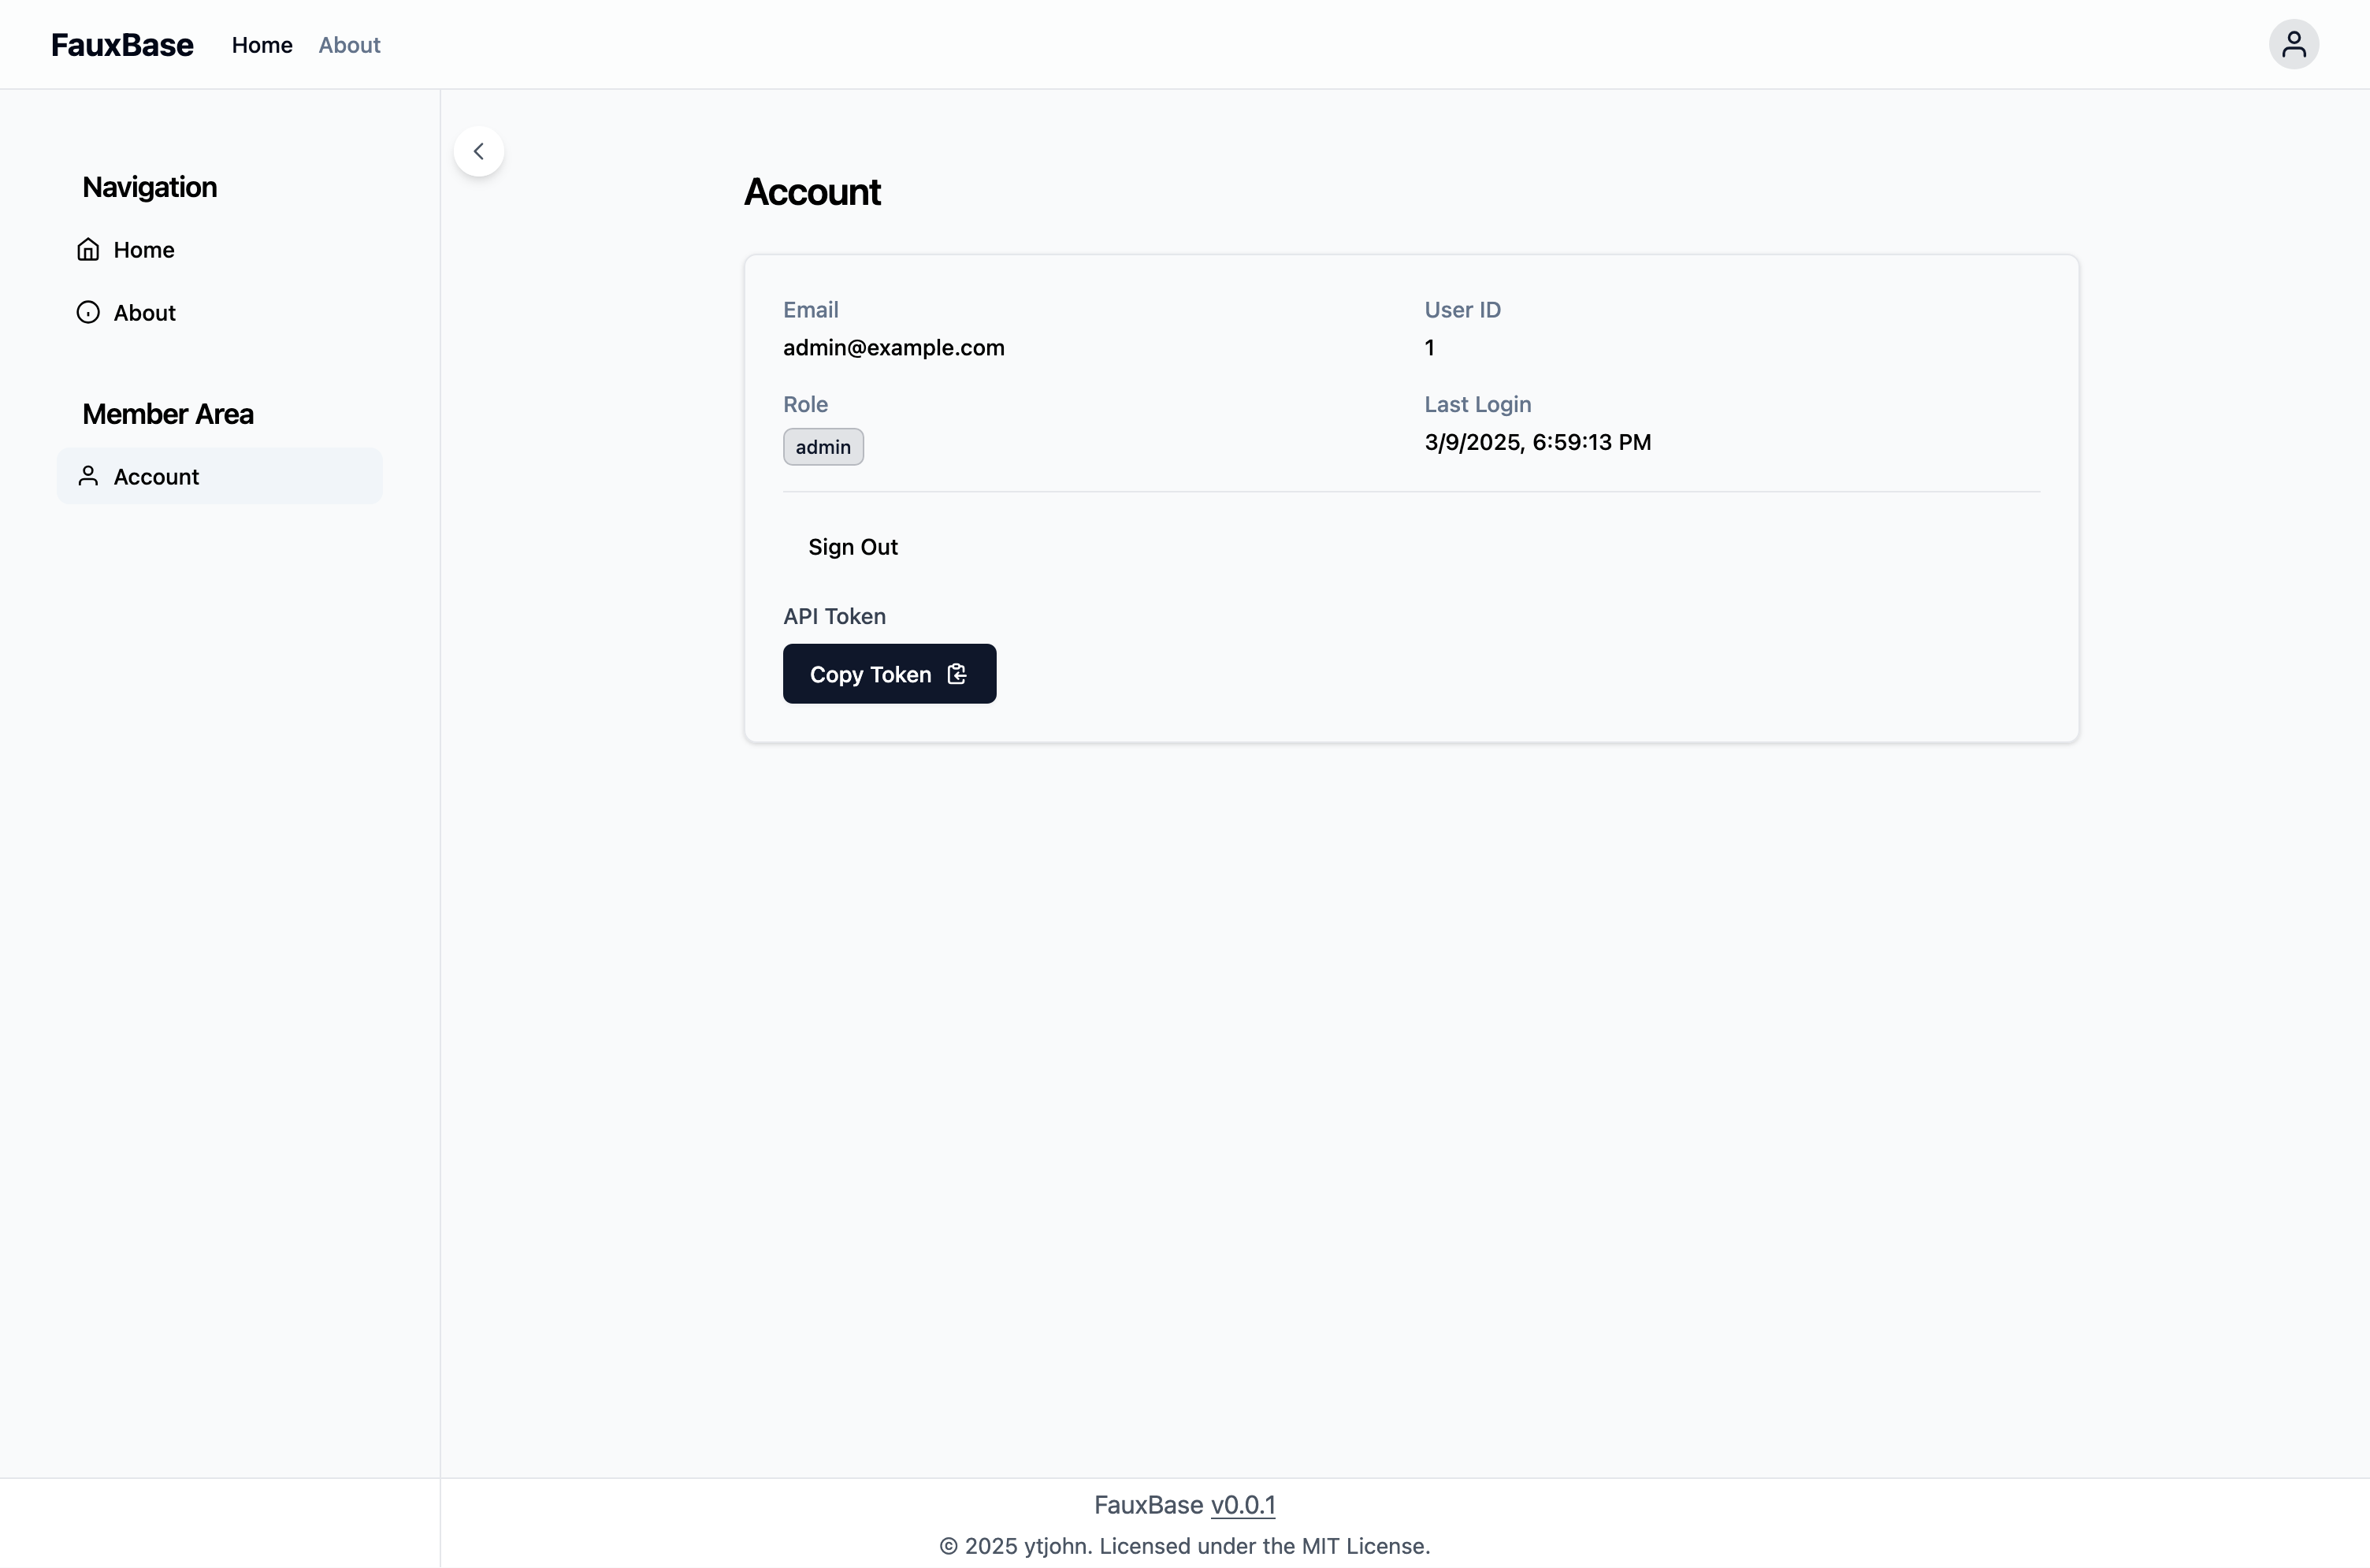 FauxBase Home About
Navigation
Home
About
Member Area
Account
Account
Email
admin@example.com
User ID
1
Role
admin
Last Login
3/9/2025, 6:59:13 PM
Sign Out
API Token
Copy Token
FauxBase v0.0.1
© 2025 ytjohn. Licensed under the MIT License.